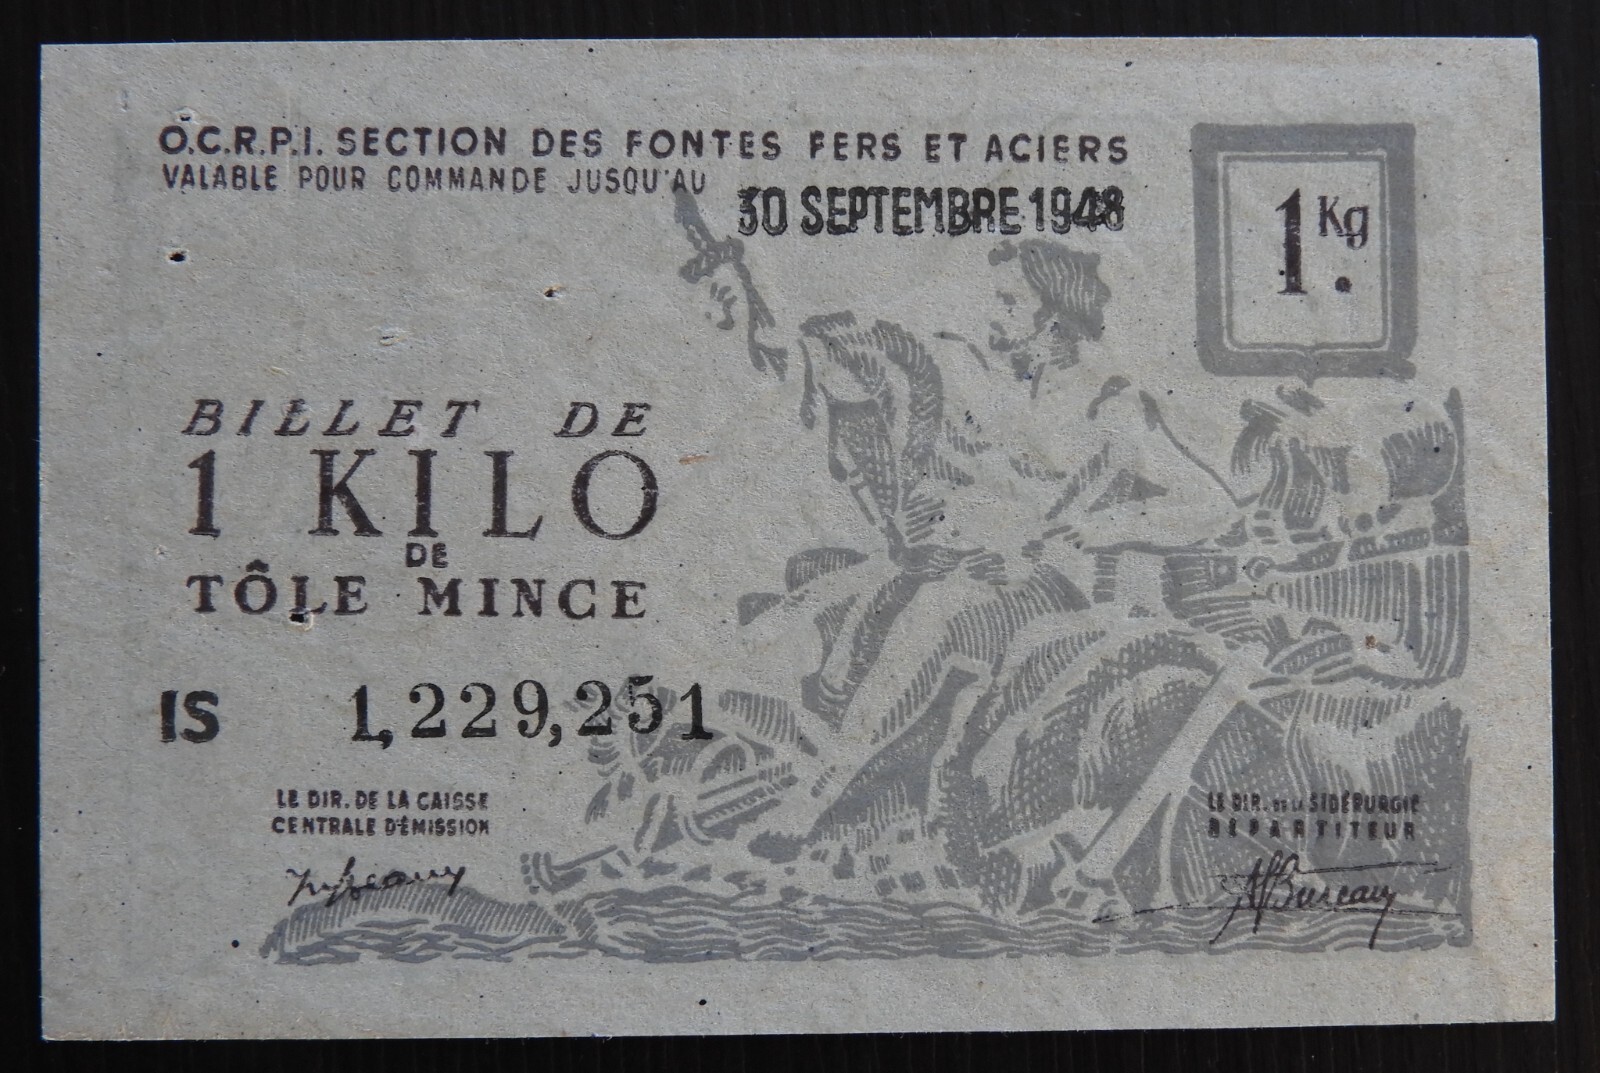 O.C.R.P.I. SECTION DES FONTES FERS ET ACIERS
VALABLE POUR COMMANDE JUSQU'AU
30 SEPTEMBRE 1948
1 Kg.
BILLET DE
1 KILO
DE
TÔLE MINCE
IS 1,229,251
LE DIR. DE LA CAISSE
CENTRALE D'ÉMISSION
LE DIR. DE LA SIDÉRURGIE
RÉPARTITEUR